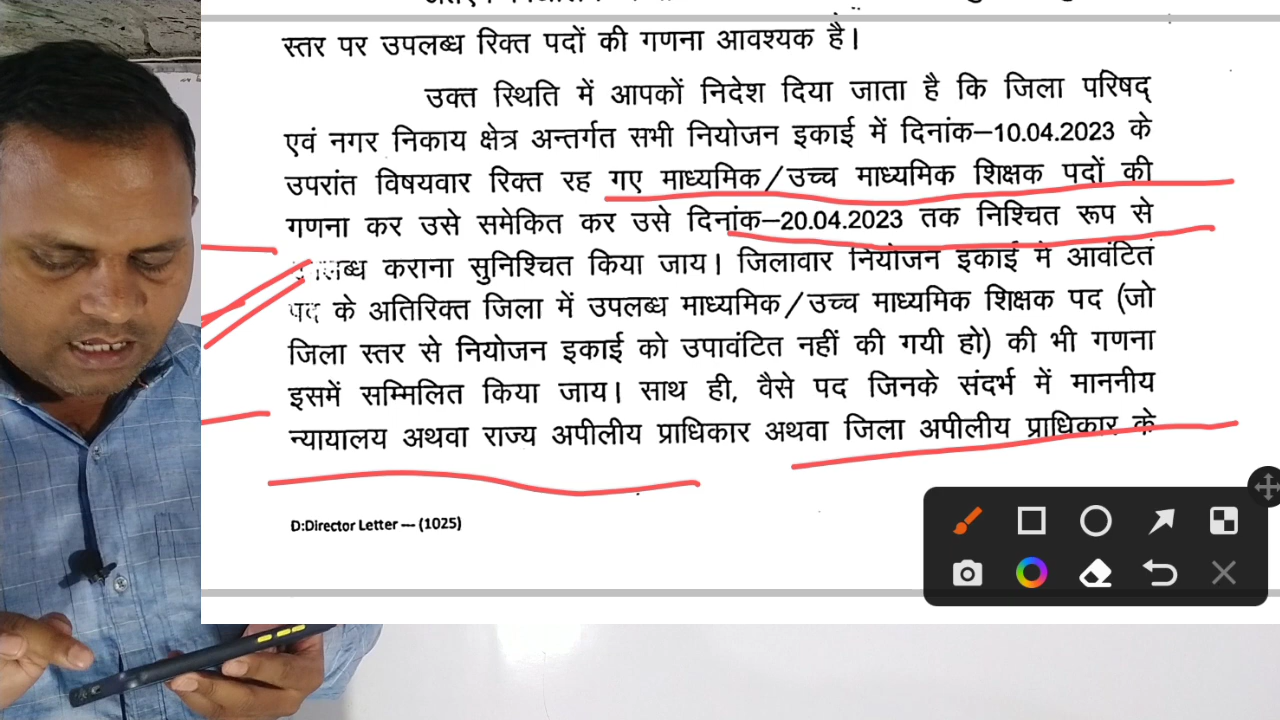 स्तर पर उपलब्ध रिक्त पदों की गणना आवश्यक है।
उक्त स्थिति में आपकों निदेश दिया जाता है कि जिला परिषद्
एवं नगर निकाय क्षेत्र अन्तर्गत सभी नियोजन इकाई में दिनांक–10.04.2023 के
उपरांत विषयवार रिक्त रह गए माध्यमिक/उच्च माध्यमिक शिक्षक पदों की
गणना कर उसे समेकित कर उसे दिनांक–20.04.2023 तक निश्चित रूप से
उपलब्ध कराना सुनिश्चित किया जाय। जिलावार नियोजन इकाई में आवंटित
पद के अतिरिक्त जिला में उपलब्ध माध्यमिक/उच्च माध्यमिक शिक्षक पद (जो
जिला स्तर से नियोजन इकाई को उपावंटित नहीं की गयी हो) की भी गणना
इसमें सम्मिलित किया जाय। साथ ही, वैसे पद जिनके संदर्भ में माननीय
न्यायालय अथवा राज्य अपीलीय प्राधिकार अथवा जिला अपीलीय प्राधिकार के
D:Director Letter --- (1025)